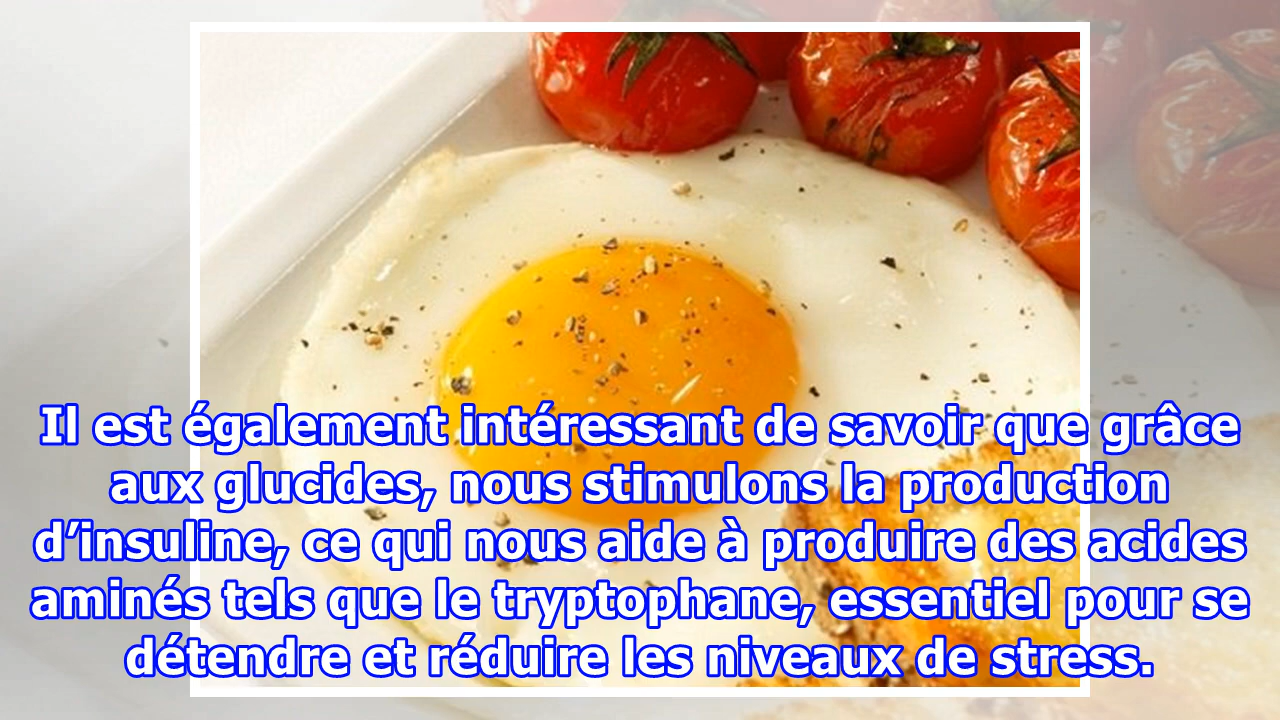 Il est également intéressant de savoir que grâce
aux glucides, nous stimulons la production
d’insuline, ce qui nous aide à produire des acides
aminés tels que le tryptophane, essentiel pour se
détendre et réduire les niveaux de stress.